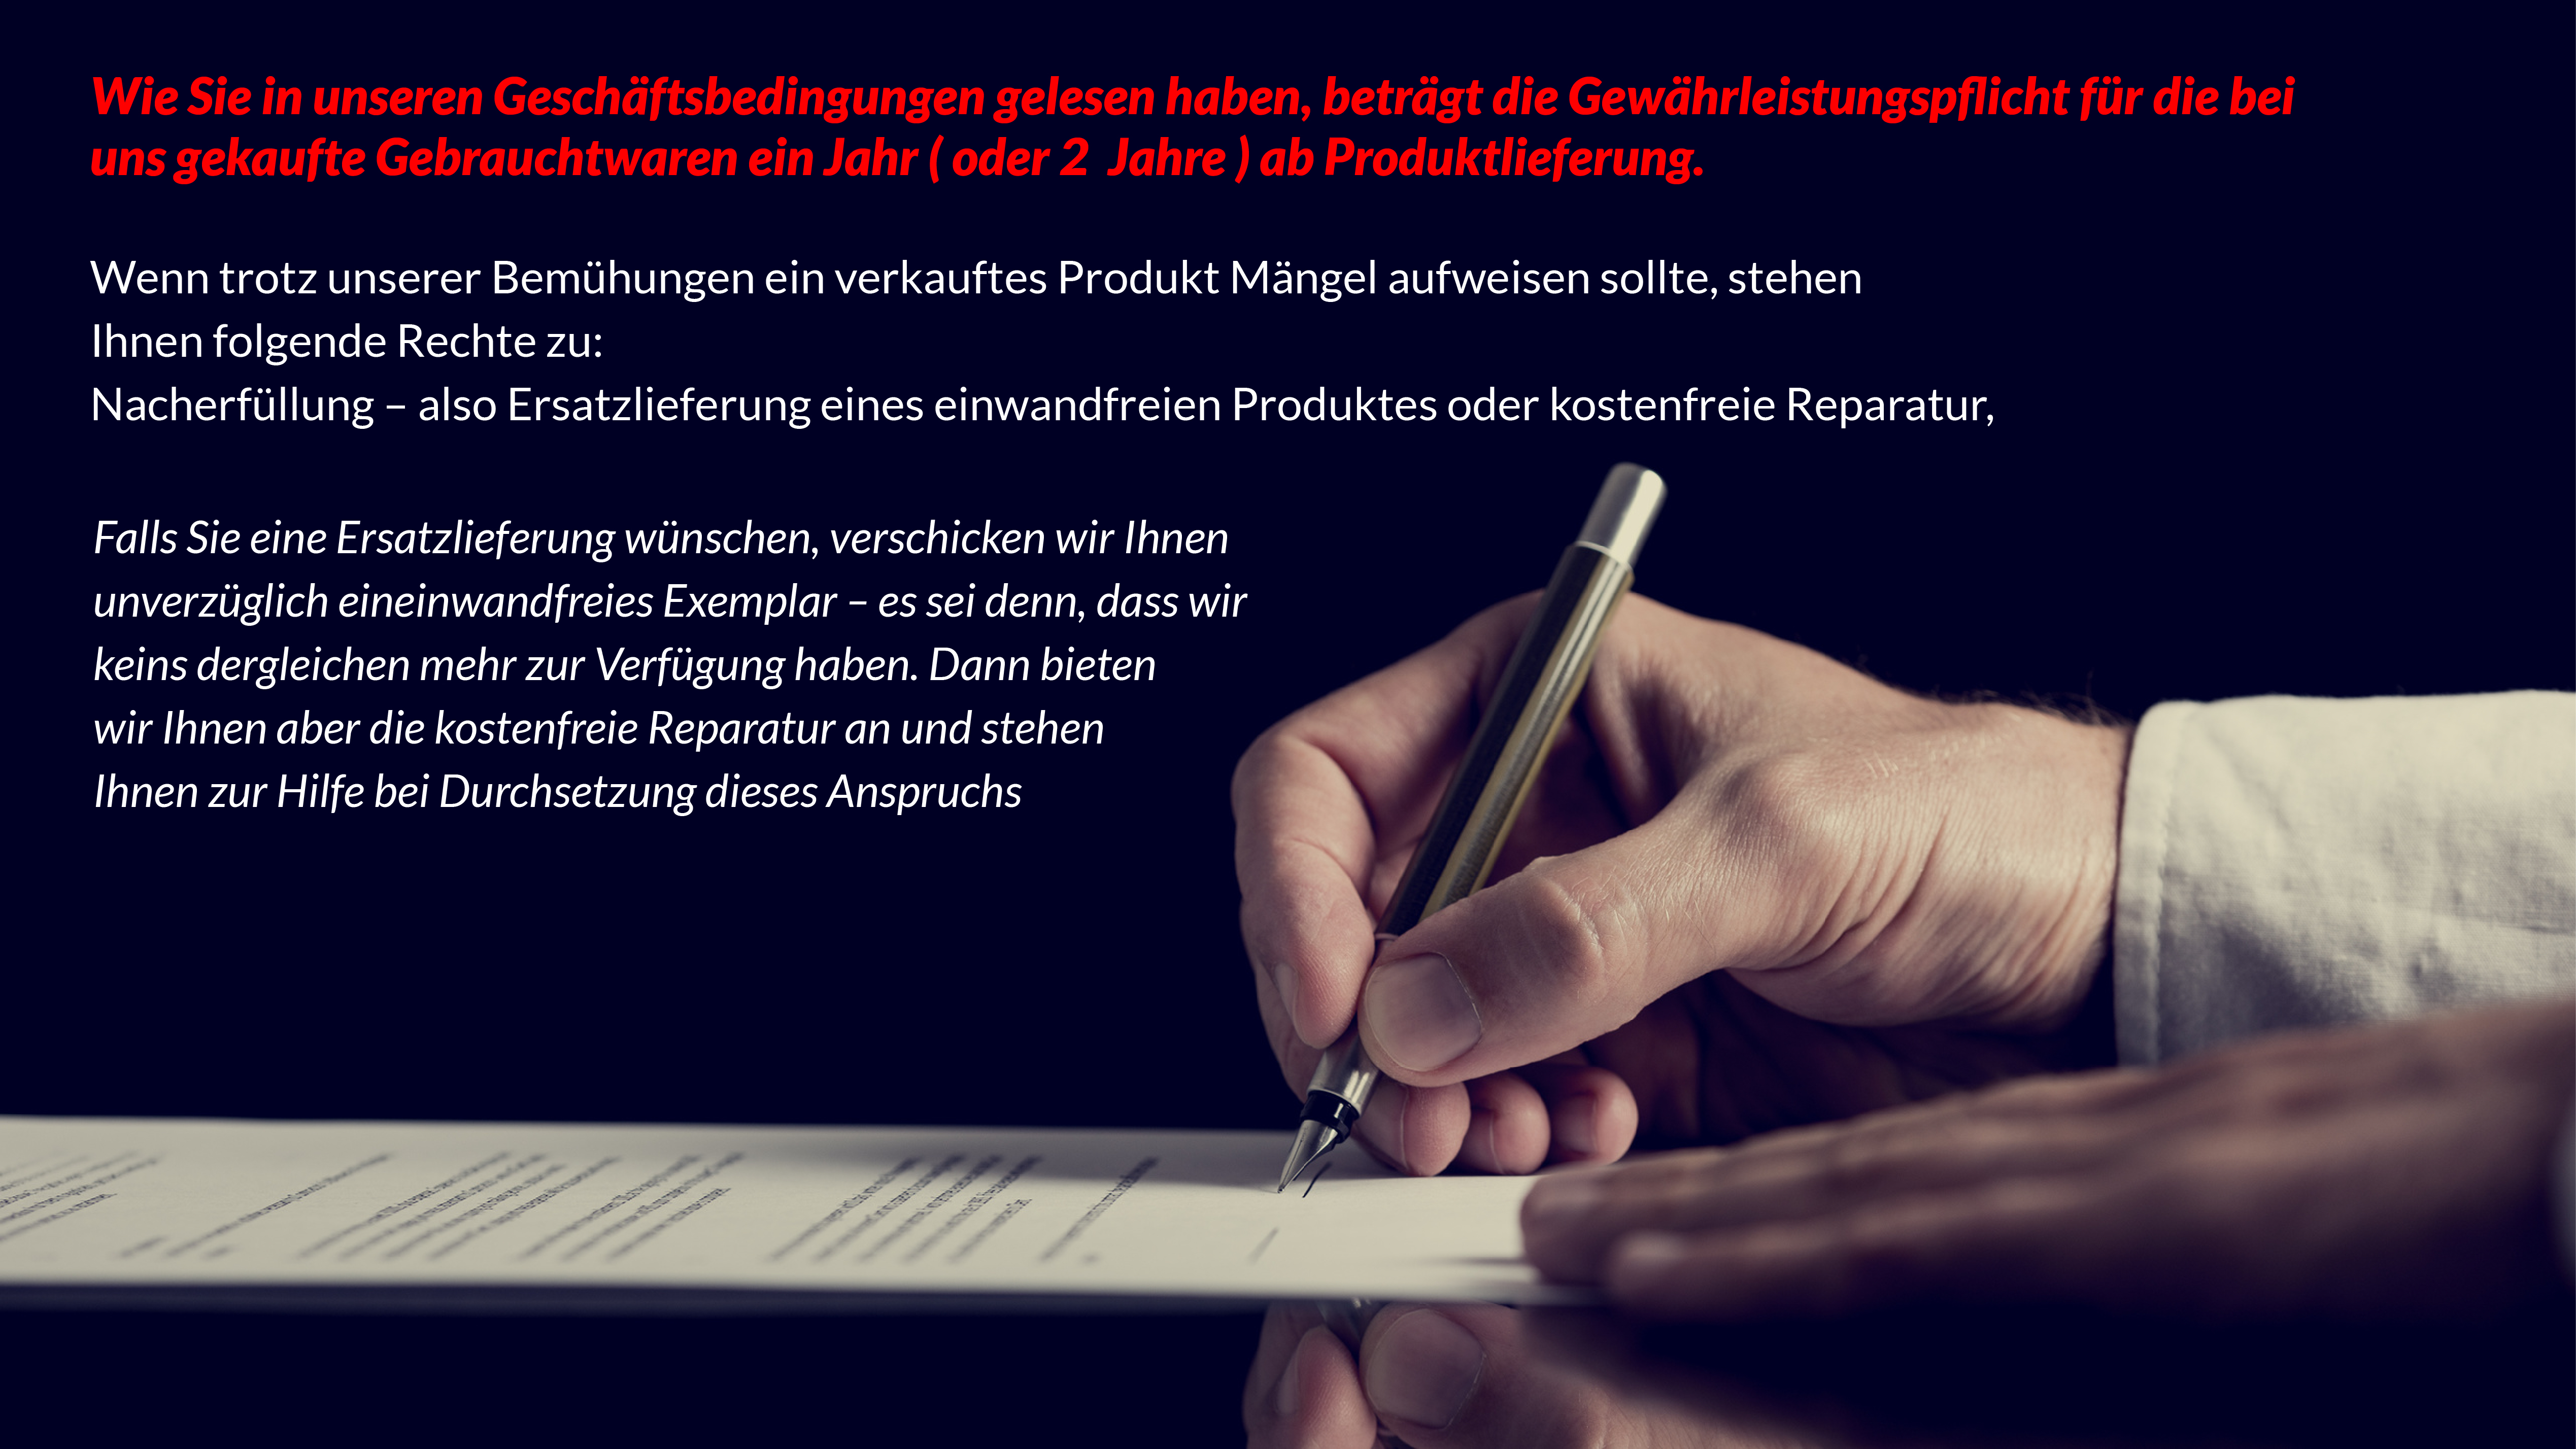 Wie Sie in unseren Geschäftsbedingungen gelesen haben, beträgt die Gewährleistungspflicht für die bei
uns gekaufte Gebrauchtwaren ein Jahr ( oder 2  Jahre ) ab Produktlieferung.
Wenn trotz unserer Bemühungen ein verkauftes Produkt Mängel aufweisen sollte, stehen
Ihnen folgende Rechte zu:
Nacherfüllung – also Ersatzlieferung eines einwandfreien Produktes oder kostenfreie Reparatur,
Falls Sie eine Ersatzlieferung wünschen, verschicken wir Ihnen
unverzüglich eineinwandfreies Exemplar – es sei denn, dass wir
keins dergleichen mehr zur Verfügung haben. Dann bieten
wir Ihnen aber die kostenfreie Reparatur an und stehen
Ihnen zur Hilfe bei Durchsetzung dieses Anspruchs